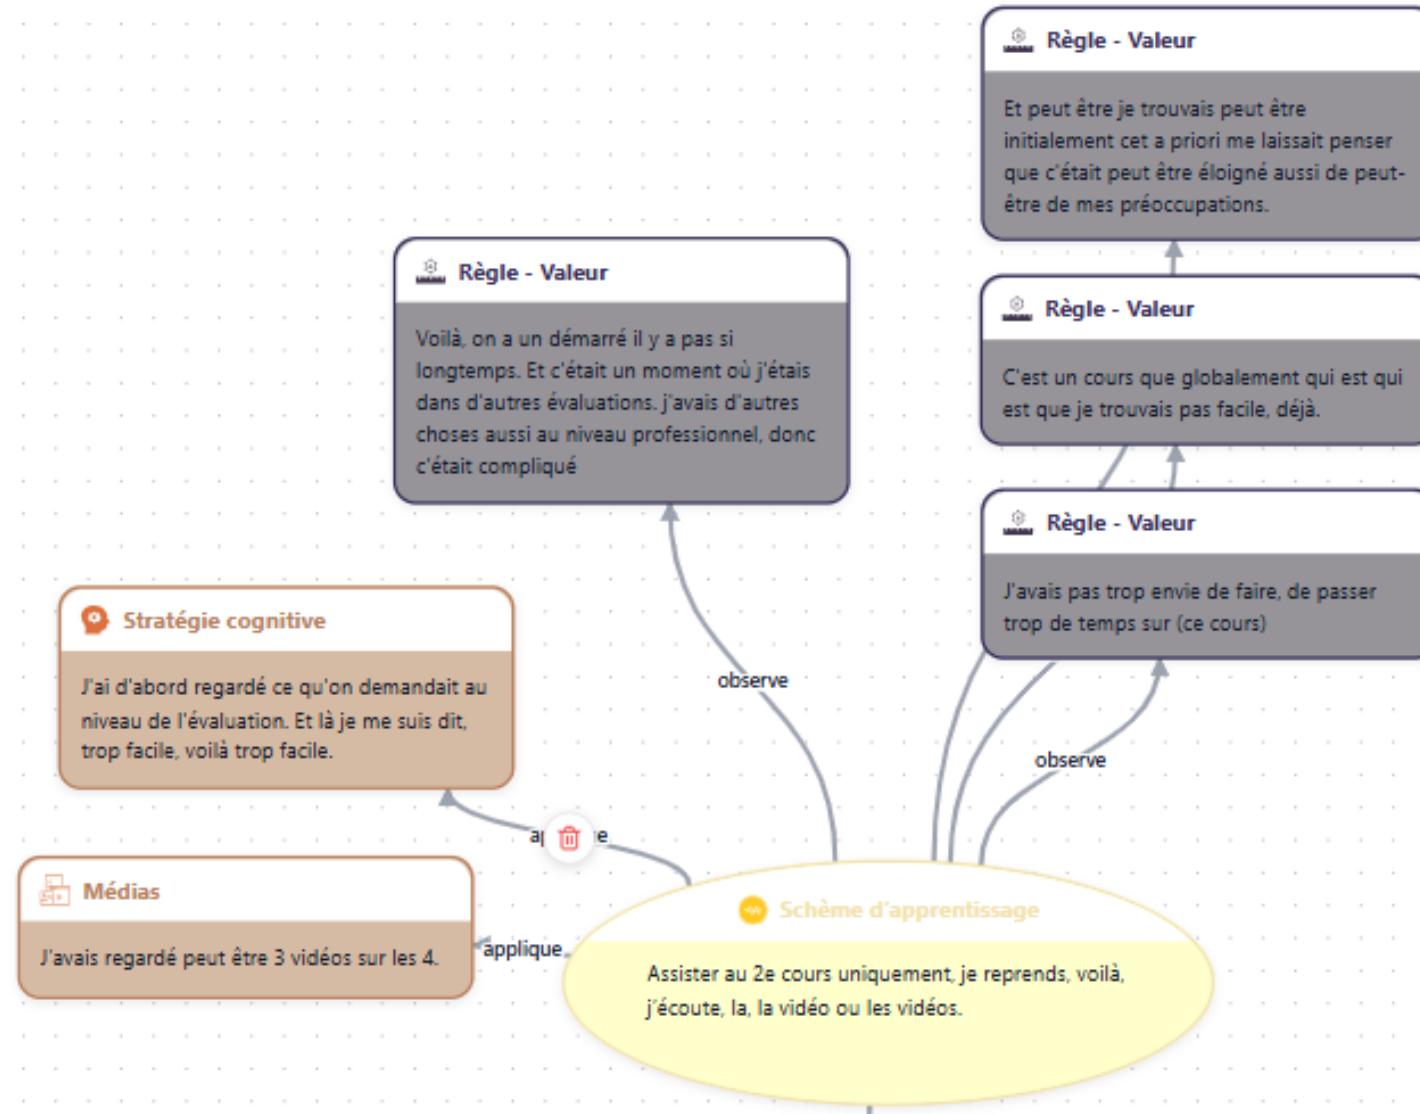 Règle - Valeur
Et peut être je trouvais peut être
initialement cet a priori me laissait penser
que c'était peut être éloigné aussi de peut-
être de mes préoccupations.
Règle - Valeur
Voilà, on a un démarré il y a pas si
longtemps. Et c'était un moment où j'étais
dans d'autres évaluations. j'avais d'autres
choses aussi au niveau professionnel, donc
c'était compliqué
Règle - Valeur
C'est un cours que globalement qui est qui
est que je trouvais pas facile, déjà.
Règle - Valeur
J'avais pas trop envie de faire, de passer
trop de temps sur (ce cours)
Stratégie cognitive
J'ai d'abord regardé ce qu'on demandait au
niveau de l'évaluation. Et là je me suis dit,
trop facile, voilà trop facile.
observe
observe
Médias
J'avais regardé peut être 3 vidéos sur les 4.
applique
Schème d'apprentissage
Assister au 2e cours uniquement, je reprends, voilà,
j'écoute, la, la vidéo ou les vidéos.